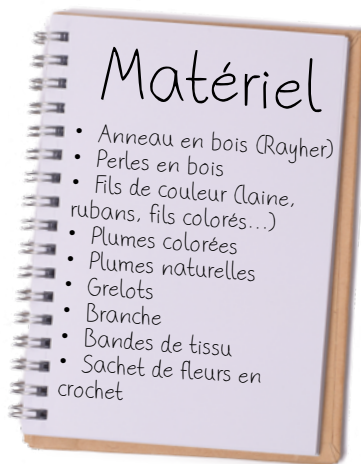 Matériel
• Anneau en bois (Rayher)
• Perles en bois
• Fils de couleur (laine,
rubans, fils colorés...)
• Plumes colorées
• Plumes naturelles
• Grelots
• Branche
• Bandes de tissu
• Sachet de fleurs en
crochet